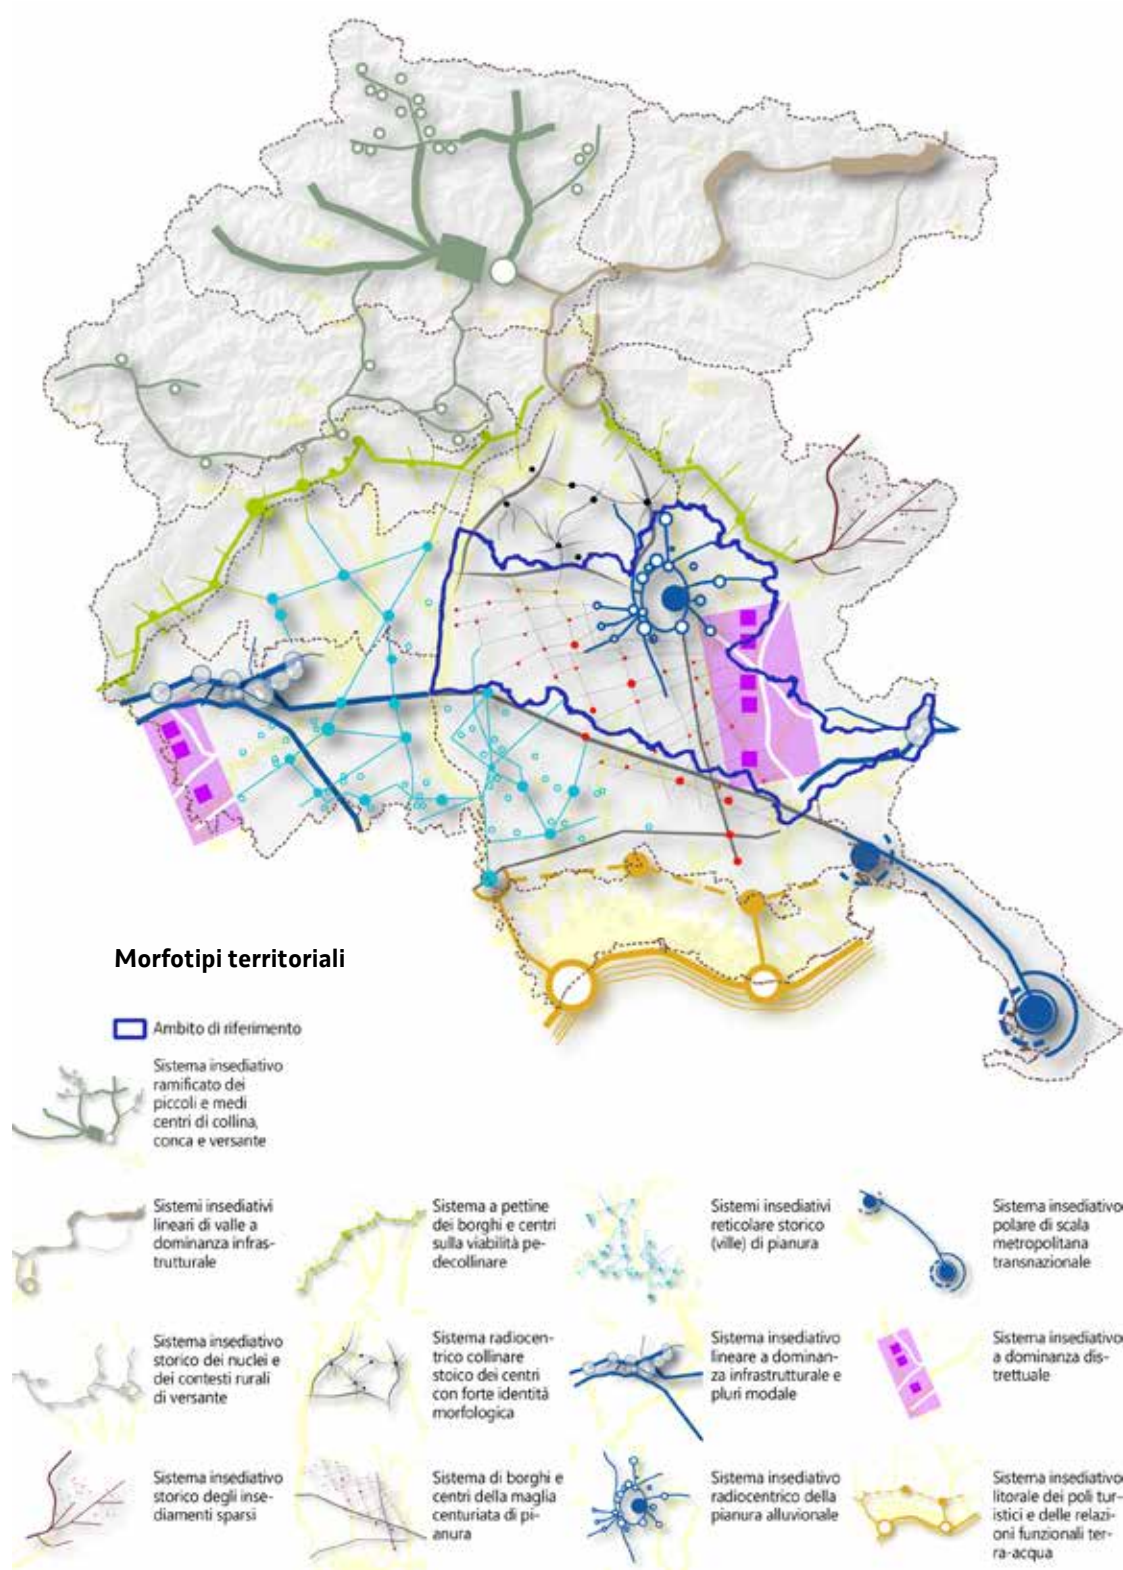 Morfotipi territoriali
Ambito di riferimento
Sistema insediativo
ramificato dei
piccoli e medi
centri di collina,
conca e versante
Sistemi insediativi
lineari di valle a
dominanza infras-
trutturale
Sistema a pettine
dei borghi e centri
sulla viabilità pe-
decollinare
Sistemi insediativi
reticolare storico
(ville) di pianura
Sistema insediativo
polare di scala
metropolitana
transnazionale
Sistema insediativo
storico dei nuclei e
dei contesti rurali
di versante
Sistema radiocen-
trico collinare
stoico dei centri
con forte identità
morfologica
Sistema insediativo
lineare a dominan-
za infrastrutturale e
pluri modale
Sistema insediativo
a dominanza dis-
trettuale
Sistema insediativo
storico degli inse-
diamenti sparsi
Sistema di borghi e
centri della maglia
centuriata di pi-
anura
Sistema insediativo
radiocentrico della
pianura alluvionale
Sistema insediativo
litorale dei poli tur-
istici e delle relazi-
oni funzionali ter-
ra-acqua